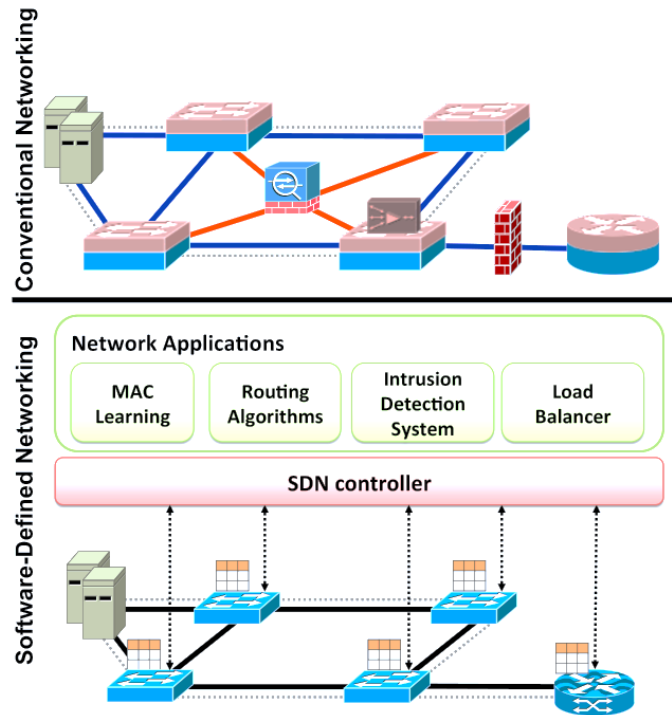 Conventional Networking
Software-Defined Networking
Network Applications
MAC
Learning
Routing
Algorithms
Intrusion
Detection
System
Load
Balancer
SDN controller